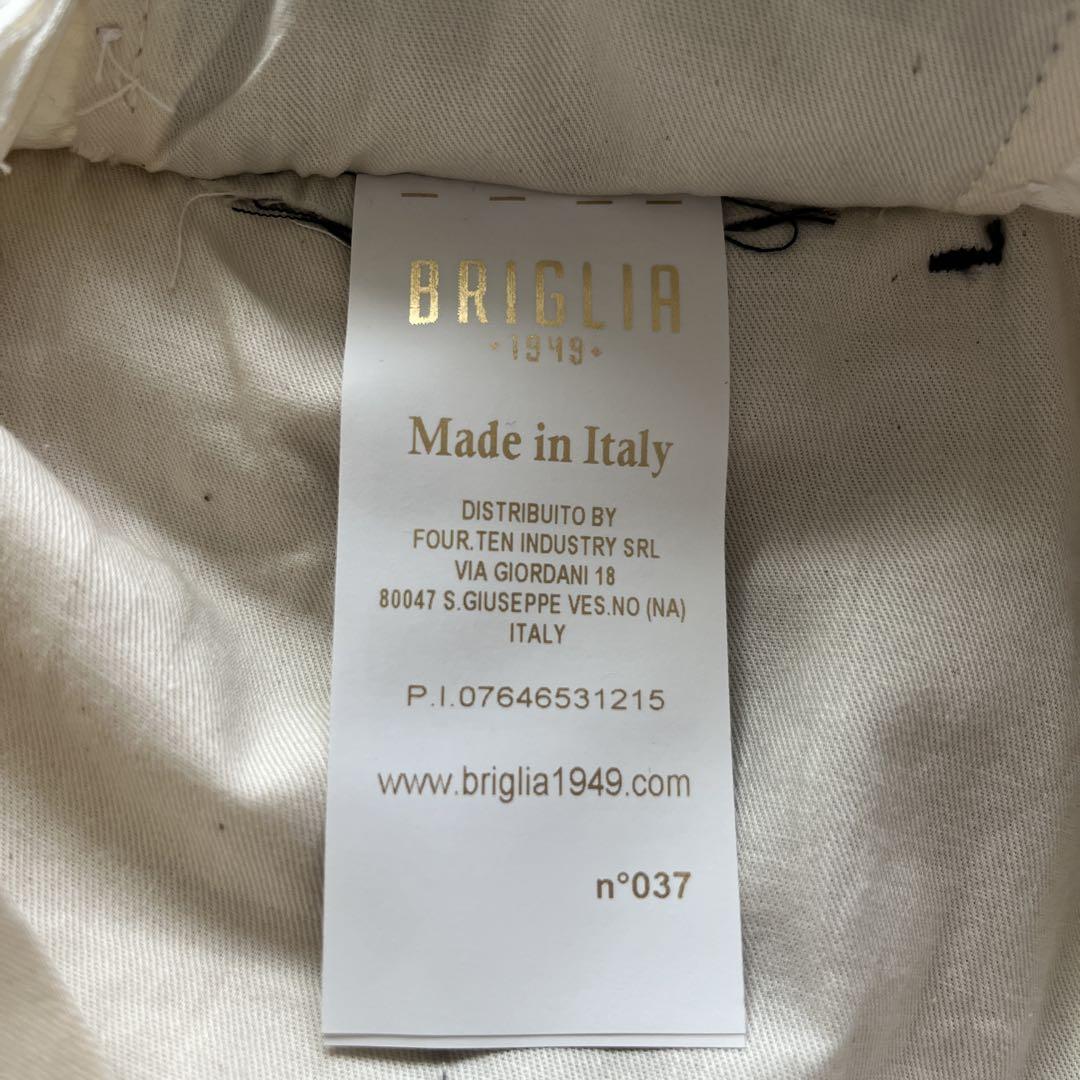 BRIGLIA
•1949•
Made in Italy
DISTRIBUITO BY
FOUR.TEN INDUSTRY SRL
VIA GIORDANI 18
80047 S.GIUSEPPE VES.NO (NA)
ITALY
P.I.07646531215
www.briglia1949.com
n°037